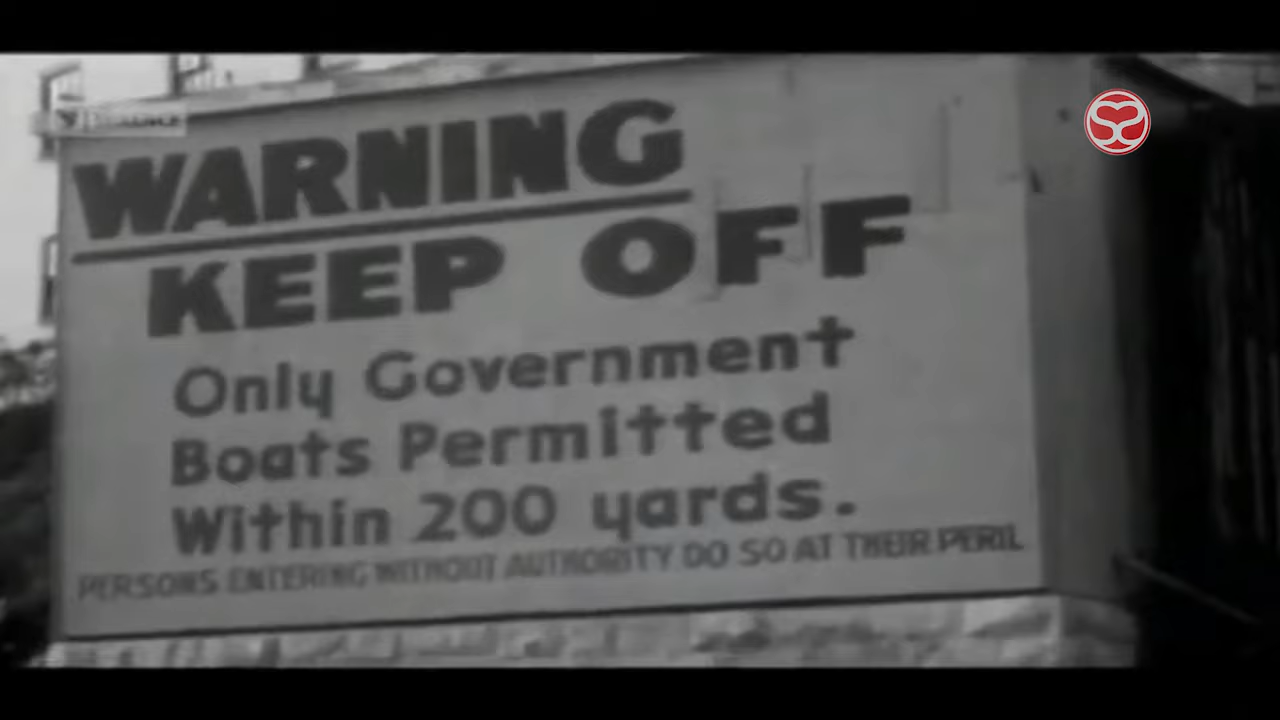 WARNING
KEEP OFF
Only Government
Boats Permitted
Within 200 yards.
PERSONS ENTERING WITHOUT AUTHORITY DO SO AT THEIR PERIL